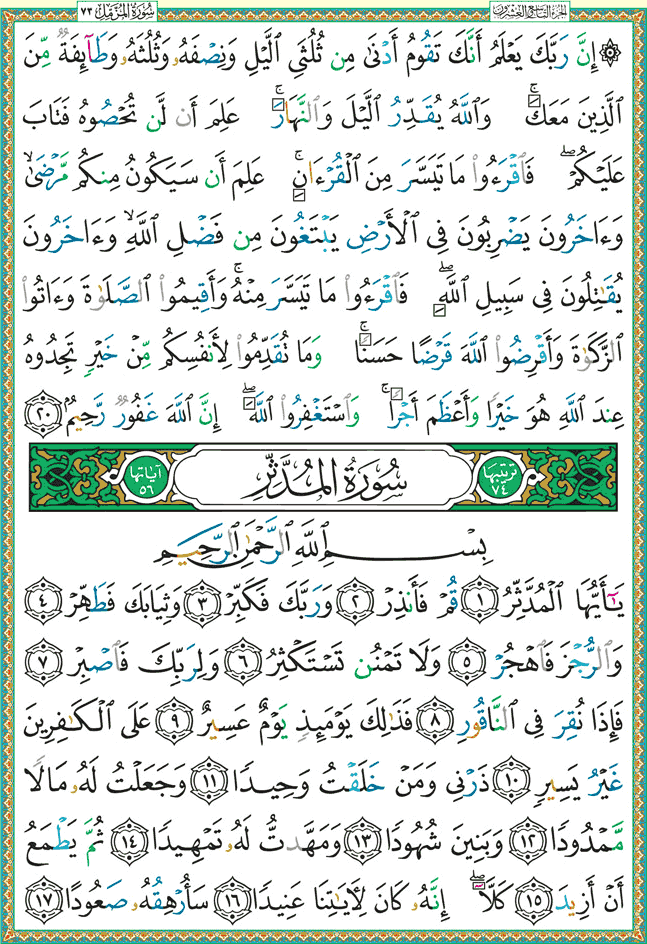 الجزء التاسع والعشرون
سورة المزمل ٧٣
۞ إِنَّ رَبَّكَ يَعْلَمُ أَنَّكَ تَقُومُ أَدْنَىٰ مِن ثُلُثَىِ ٱلَّيْلِ وَنِصْفَهُۥ وَثُلُثَهُۥ وَطَآئِفَةٌ مِّنَ
ٱلَّذِينَ مَعَكَ ۚ وَٱللَّهُ يُقَدِّرُ ٱلَّيْلَ وَٱلنَّهَارَ ۚ عَلِمَ أَن لَّن تُحْصُوهُ فَتَابَ
عَلَيْكُمْ ۖ فَٱقْرَءُوا۟ مَا تَيَسَّرَ مِنَ ٱلْقُرْءَانِ ۚ عَلِمَ أَن سَيَكُونُ مِنكُم مَّرْضَىٰ ۙ
وَءَاخَرُونَ يَضْرِبُونَ فِى ٱلْأَرْضِ يَبْتَغُونَ مِن فَضْلِ ٱللَّهِ ۙ وَءَاخَرُونَ
يُقَـٰتِلُونَ فِى سَبِيلِ ٱللَّهِ ۖ فَٱقْرَءُوا۟ مَا تَيَسَّرَ مِنْهُ ۚ وَأَقِيمُوا۟ ٱلصَّلَوٰةَ وَءَاتُوا۟
ٱلزَّكَوٰةَ وَأَقْرِضُوا۟ ٱللَّهَ قَرْضًا حَسَنًا ۚ وَمَا تُقَدِّمُوا۟ لِأَنفُسِكُم مِّنْ خَيْرٍ تَجِدُوهُ
عِندَ ٱللَّهِ هُوَ خَيْرًا وَأَعْظَمَ أَجْرًا ۚ وَٱسْتَغْفِرُوا۟ ٱللَّهَ ۖ إِنَّ ٱللَّهَ غَفُورٌ رَّحِيمٌۢ ٢٠
ترتيبها ٧٤ سُورَةُ المُدَّثِّر آياتها ٥٦
بِسْمِ ٱللَّهِ ٱلرَّحْمَـٰنِ ٱلرَّحِيمِ
يَـٰٓأَيُّهَا ٱلْمُدَّثِّرُ ١ قُمْ فَأَنذِرْ ٢ وَرَبَّكَ فَكَبِّرْ ٣ وَثِيَابَكَ فَطَهِّرْ ٤
وَٱلرُّجْزَ فَٱهْجُرْ ٥ وَلَا تَمْنُن تَسْتَكْثِرُ ٦ وَلِرَبِّكَ فَٱصْبِرْ ٧
فَإِذَا نُقِرَ فِى ٱلنَّاقُورِ ٨ فَذَٰلِكَ يَوْمَئِذٍ يَوْمٌ عَسِيرٌ ٩ عَلَى ٱلْكَـٰفِرِينَ
غَيْرُ يَسِيرٍ ١٠ ذَرْنِى وَمَنْ خَلَقْتُ وَحِيدًا ١١ وَجَعَلْتُ لَهُۥ مَالًا
مَّمْدُودًا ١٢ وَبَنِينَ شُهُودًا ١٣ وَمَهَّدتُّ لَهُۥ تَمْهِيدًا ١٤ ثُمَّ يَطْمَعُ
أَنْ أَزِيدَ ١٥ كَلَّآ ۖ إِنَّهُۥ كَانَ لِـَٔايَـٰتِنَا عَنِيدًا ١٦ سَأُرْهِقُهُۥ صَعُودًا ١٧